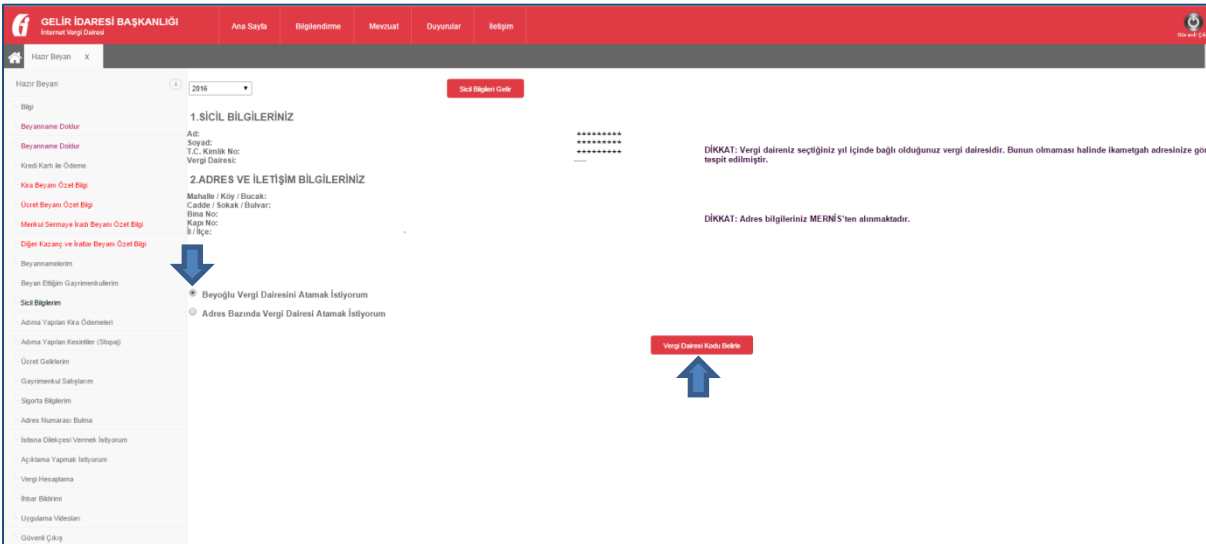 GELİR İDARESİ BAŞKANLIĞI
İnternet Vergi Dairesi
Ana Sayfa
Bilgilendirme
Mevzuat
Duyurular
İletişim
Güvenli Çı
Hazır Beyan X
Hazır Beyan
Bilgi
Beyanname Doldur
Beyanname Doldur
Kredi Kartı ile Ödeme
Kira Beyanı Özet Bilgi
Ücret Beyanı Özet Bilgi
Menkul Sermaye İradı Beyanı Özet Bilgi
Diğer Kazanç ve İratlar Beyanı Özet Bilgi
Beyannamelerim
Beyan Ettiğim Gayrimenkullerim
Sicil Bilgilerim
Adıma Yapılan Kira Ödemeleri
Adıma Yapılan Kesintiler (Stopaj)
Ücret Gelirlerim
Gayrimenkul Satışlarım
Sigorta Bilgilerim
Adres Numarası Bulma
İstisna Dilekçesi Vermek İstiyorum
Açıklama Yapmak İstiyorum
Vergi Hesaplama
İhbar Bildirimi
Uygulama Videoları
Güvenli Çıkış
2016
Sicil Bilgileri Getir
1.SİCİL BİLGİLERİNİZ
Ad: *********
Soyad: *********
T.C. Kimlik No: *********
Vergi Dairesi:
DİKKAT: Vergi daireniz seçtiğiniz yıl içinde bağlı olduğunuz vergi dairesidir. Bunun olmaması halinde ikametgah adresinize gör
tespit edilmiştir.
2.ADRES VE İLETİŞİM BİLGİLERİNİZ
Mahalle / Köy / Bucak:
Cadde / Sokak / Bulvar:
Bina No:
Kapı No:
İl / İlçe: -
DİKKAT: Adres bilgileriniz MERNİS'ten alınmaktadır.
Beyoğlu Vergi Dairesini Atamak İstiyorum
Adres Bazında Vergi Dairesi Atamak İstiyorum
Vergi Dairesi Kodu Belirle